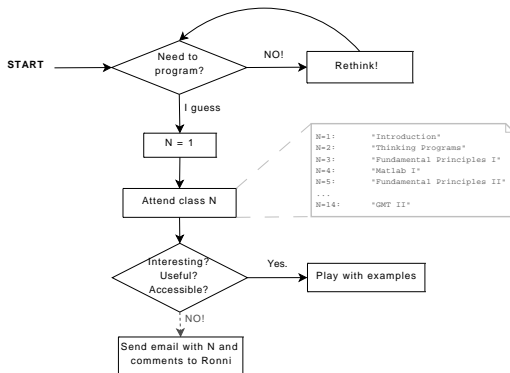 START
Need to
program?
NO!
Rethink!
I guess
N = 1
N=1: "Introduction"
N=2: "Thinking Programs"
N=3: "Fundamental Principles I"
N=4: "Matlab I"
N=5: "Fundamental Principles II"
...
N=14: "GMT II"
Attend class N
Interesting?
Useful?
Accessible?
Yes.
Play with examples
NO!
Send email with N and
comments to Ronni